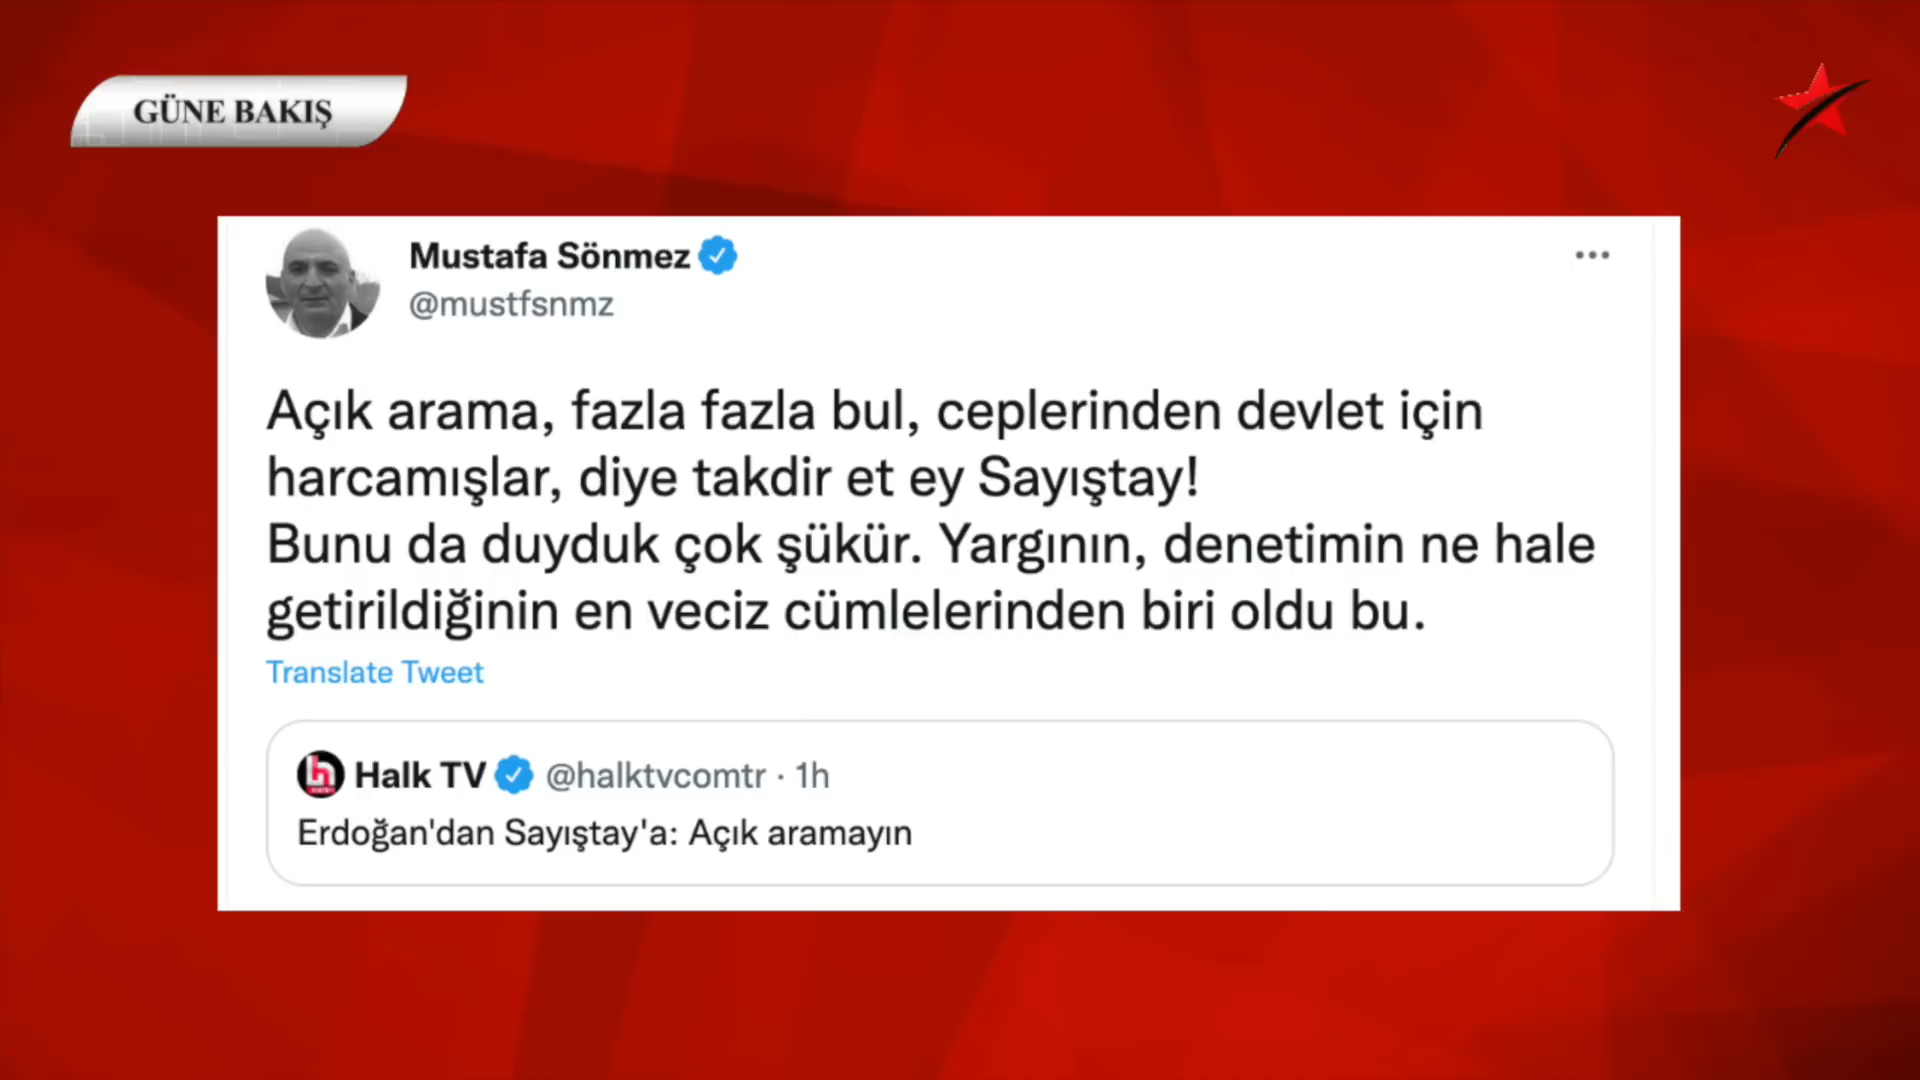 GÜNE BAKIŞ
Mustafa Sönmez
@mustfsnmz
Açık arama, fazla fazla bul, ceplerinden devlet için
harcamışlar, diye takdir et ey Sayıştay!
Bunu da duyduk çok şükür. Yargının, denetimin ne hale
getirildiğinin en veciz cümlelerinden biri oldu bu.
Translate Tweet
Halk TV @halktvcomtr · 1h
Erdoğan'dan Sayıştay'a: Açık aramayın